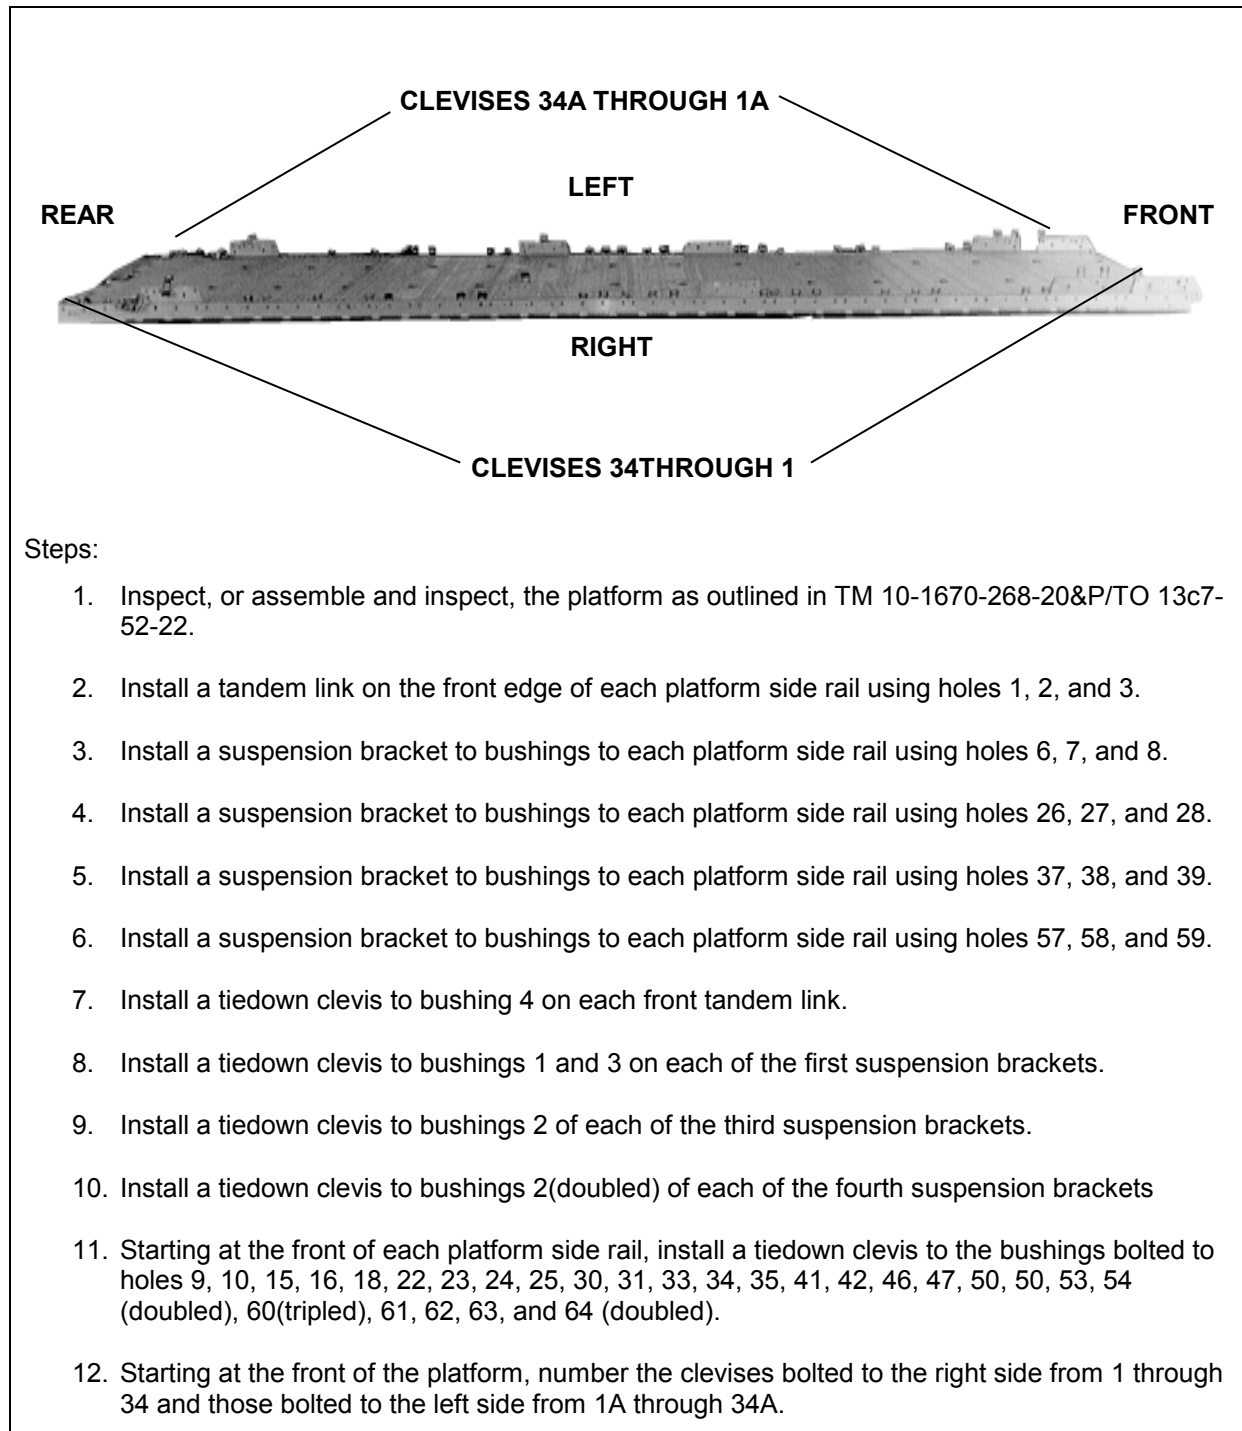 CLEVISES 34A THROUGH 1A
LEFT
REAR
FRONT
RIGHT
CLEVISES 34THROUGH 1
Steps:
1. Inspect, or assemble and inspect, the platform as outlined in TM 10-1670-268-20&P/TO 13c7-
52-22.
2. Install a tandem link on the front edge of each platform side rail using holes 1, 2, and 3.
3. Install a suspension bracket to bushings to each platform side rail using holes 6, 7, and 8.
4. Install a suspension bracket to bushings to each platform side rail using holes 26, 27, and 28.
5. Install a suspension bracket to bushings to each platform side rail using holes 37, 38, and 39.
6. Install a suspension bracket to bushings to each platform side rail using holes 57, 58, and 59.
7. Install a tiedown clevis to bushing 4 on each front tandem link.
8. Install a tiedown clevis to bushings 1 and 3 on each of the first suspension brackets.
9. Install a tiedown clevis to bushings 2 of each of the third suspension brackets.
10. Install a tiedown clevis to bushings 2(doubled) of each of the fourth suspension brackets
11. Starting at the front of each platform side rail, install a tiedown clevis to the bushings bolted to
holes 9, 10, 15, 16, 18, 22, 23, 24, 25, 30, 31, 33, 34, 35, 41, 42, 46, 47, 50, 50, 53, 54
(doubled), 60(tripled), 61, 62, 63, and 64 (doubled).
12. Starting at the front of the platform, number the clevises bolted to the right side from 1 through
34 and those bolted to the left side from 1A through 34A.